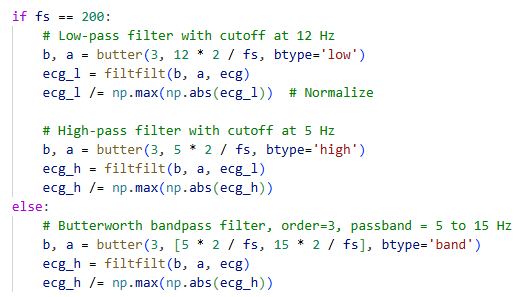 if fs == 200:
    # Low-pass filter with cutoff at 12 Hz
    b, a = butter(3, 12 * 2 / fs, btype='low')
    ecg_l = filtfilt(b, a, ecg)
    ecg_l /= np.max(np.abs(ecg_l))  # Normalize

    # High-pass filter with cutoff at 5 Hz
    b, a = butter(3, 5 * 2 / fs, btype='high')
    ecg_h = filtfilt(b, a, ecg_l)
    ecg_h /= np.max(np.abs(ecg_h))
else:
    # Butterworth bandpass filter, order=3, passband = 5 to 15 Hz
    b, a = butter(3, [5 * 2 / fs, 15 * 2 / fs], btype='band')
    ecg_h = filtfilt(b, a, ecg)
    ecg_h /= np.max(np.abs(ecg_h))